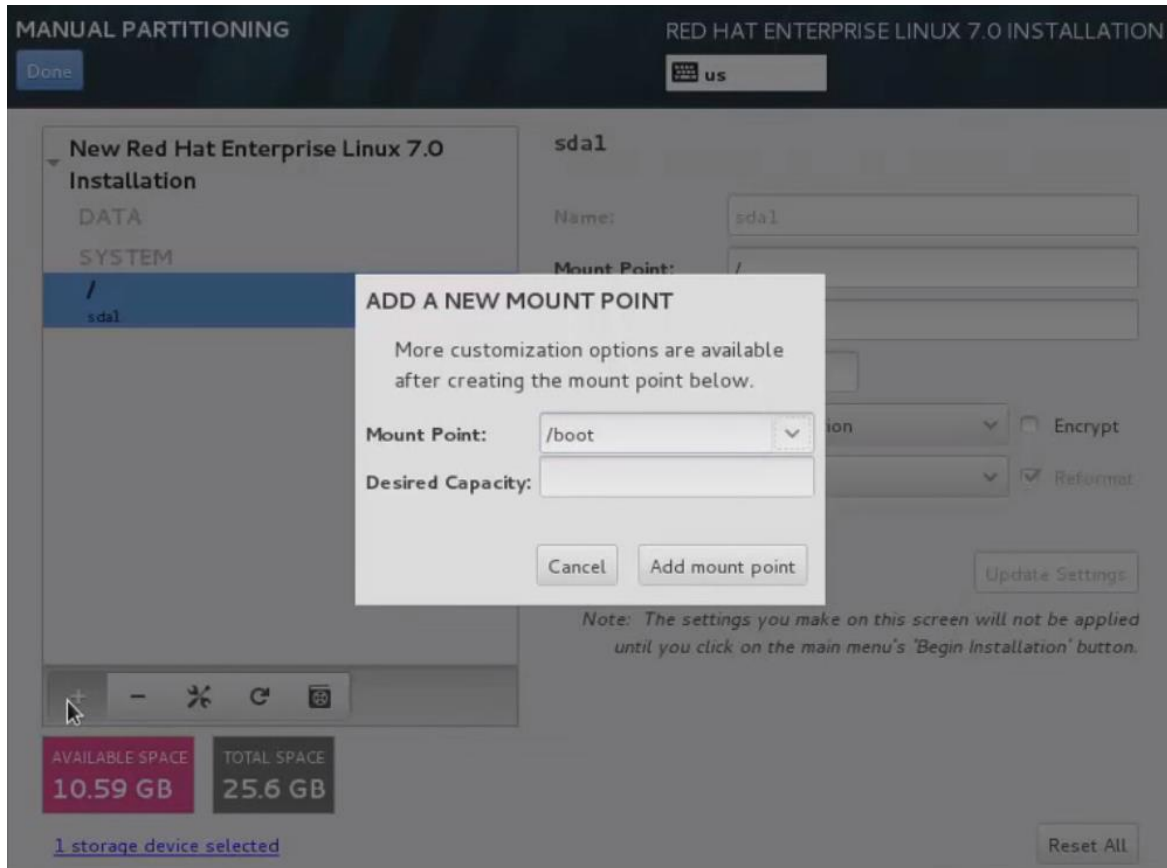 MANUAL PARTITIONING
RED HAT ENTERPRISE LINUX 7.0 INSTALLATION
Done
us
New Red Hat Enterprise Linux 7.0
Installation
DATA
SYSTEM
/
sda1
sda1
Name:
sda1
Mount Point:
/
ADD A NEW MOUNT POINT
More customization options are available
after creating the mount point below.
Mount Point:
/boot
Desired Capacity:
Cancel
Add mount point
ion
Encrypt
Reformat
Update Settings
Note: The settings you make on this screen will not be applied
until you click on the main menu's 'Begin Installation' button.
AVAILABLE SPACE
10.59 GB
TOTAL SPACE
25.6 GB
1 storage device selected
Reset All